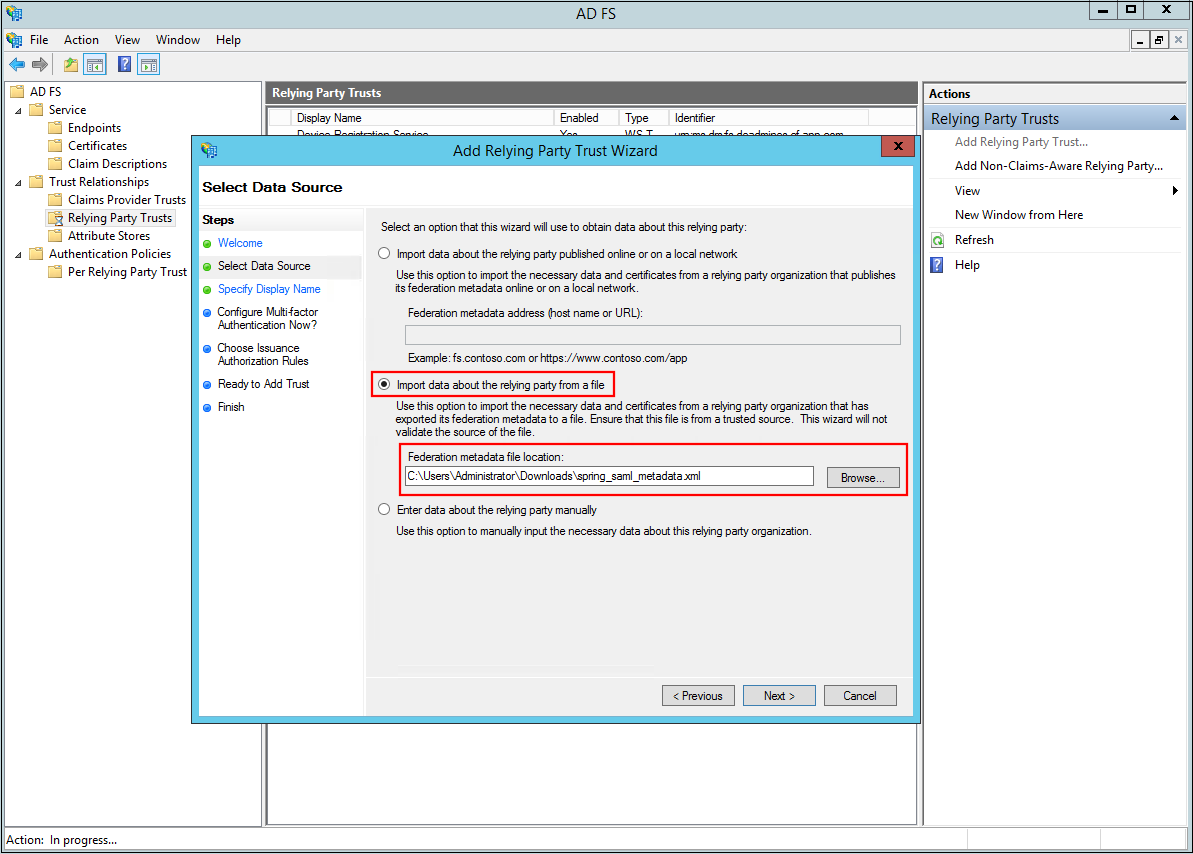 AD FS
File Action View Window Help
AD FS
Service
Endpoints
Certificates
Claim Descriptions
Trust Relationships
Claims Provider Trusts
Relying Party Trusts
Attribute Stores
Authentication Policies
Per Relying Party Trust
Relying Party Trusts
Display Name Enabled Type Identifier
Device Registration Service Yes WS-T
Add Relying Party Trust Wizard
Select Data Source
Steps
Welcome
Select Data Source
Specify Display Name
Configure Multi-factor
Authentication Now?
Choose Issuance
Authorization Rules
Ready to Add Trust
Finish
Select an option that this wizard will use to obtain data about this relying party:
Import data about the relying party published online or on a local network
Use this option to import the necessary data and certificates from a relying party organization that publishes
its federation metadata online or on a local network.
Federation metadata address (host name or URL):
Example: fs.contoso.com or https://www.contoso.com/app
Import data about the relying party from a file
Use this option to import the necessary data and certificates from a relying party organization that has
exported its federation metadata to a file. Ensure that this file is from a trusted source. This wizard will not
validate the source of the file.
Federation metadata file location:
C:\Users\Administrator\Downloads\spring_saml_metadata.xml
Browse...
Enter data about the relying party manually
Use this option to manually input the necessary data about this relying party organization.
< Previous
Next >
Cancel
Actions
Relying Party Trusts
Add Relying Party Trust...
Add Non-Claims-Aware Relying Party...
View
New Window from Here
Refresh
Help
Action: In progress...